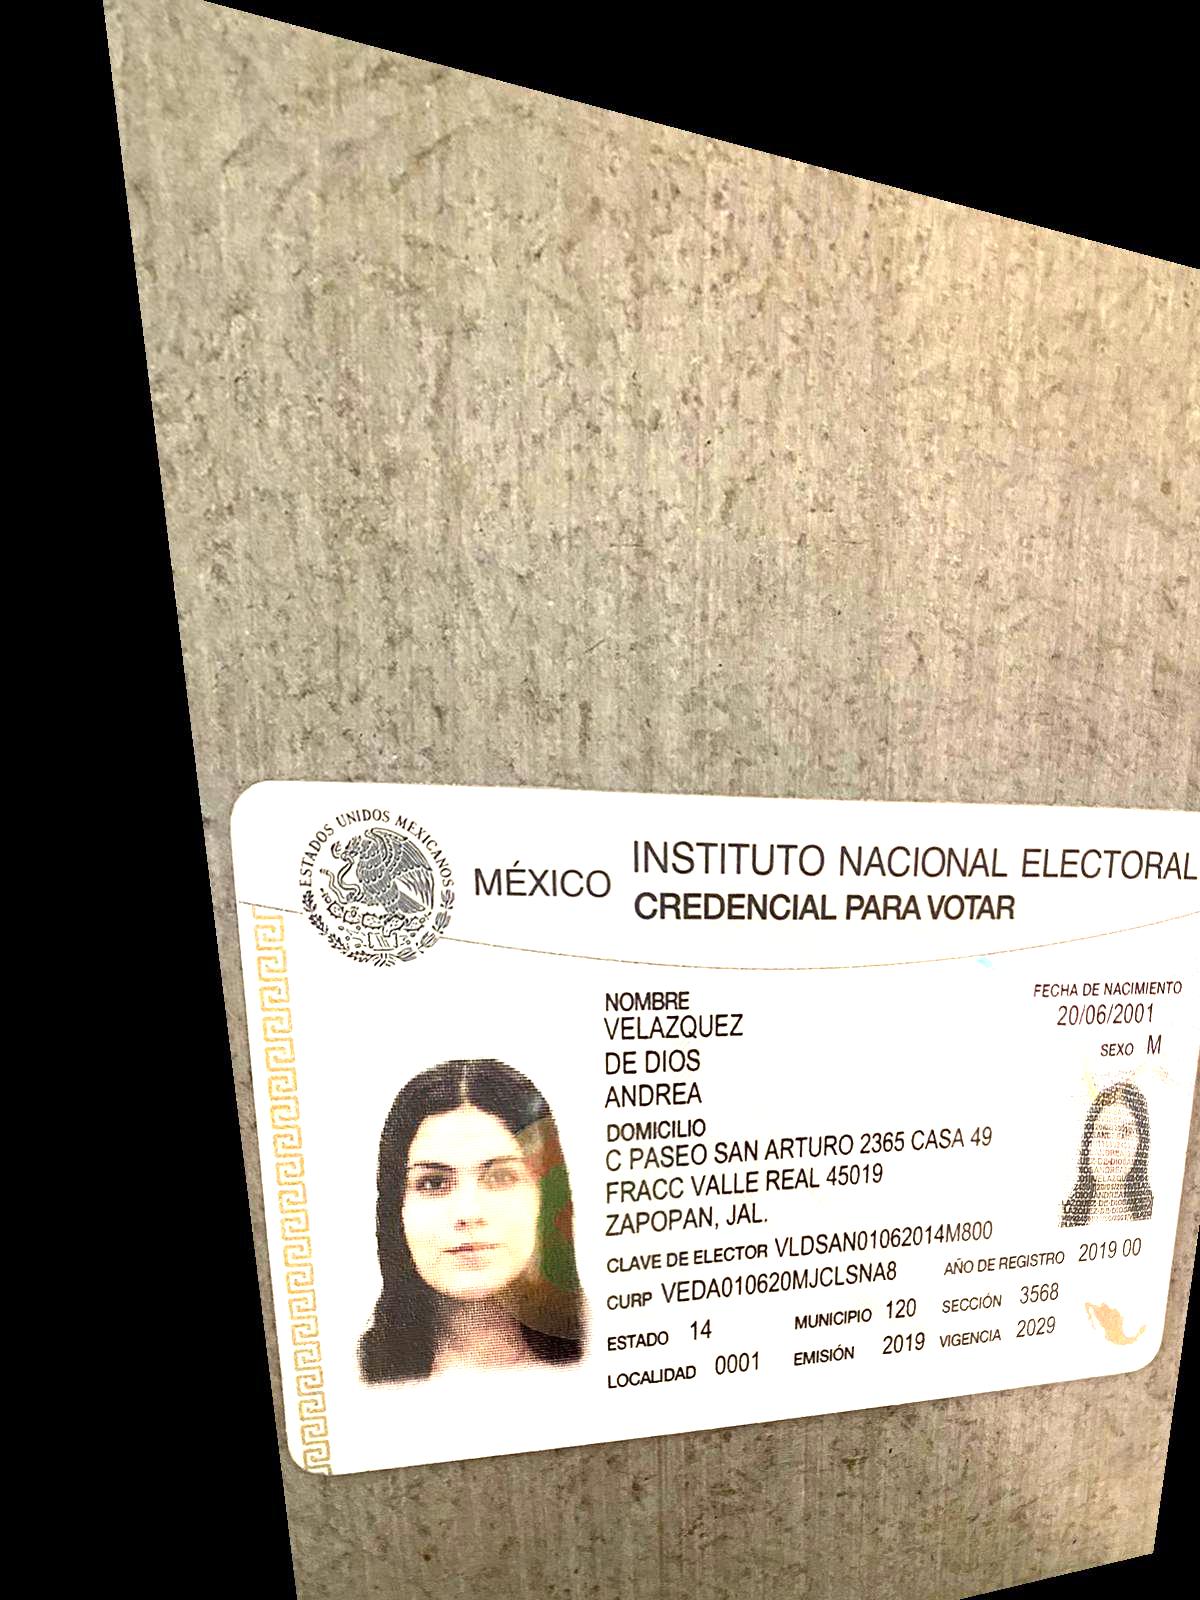 ESTADOS UNIDOS MEXICANOS
MÉXICO
INSTITUTO NACIONAL ELECTORAL
CREDENCIAL PARA VOTAR
NOMBRE
VELAZQUEZ
DE DIOS
ANDREA
FECHA DE NACIMIENTO
20/06/2001
SEXO M
DOMICILIO
C PASEO SAN ARTURO 2365 CASA 49
FRACC VALLE REAL 45019
ZAPOPAN, JAL.
CLAVE DE ELECTOR VLDSAN01062014M800
CURP VEDA010620MJCLSNA8 AÑO DE REGISTRO 2019 00
ESTADO 14 MUNICIPIO 120 SECCIÓN 3568
LOCALIDAD 0001 EMISIÓN 2019 VIGENCIA 2029